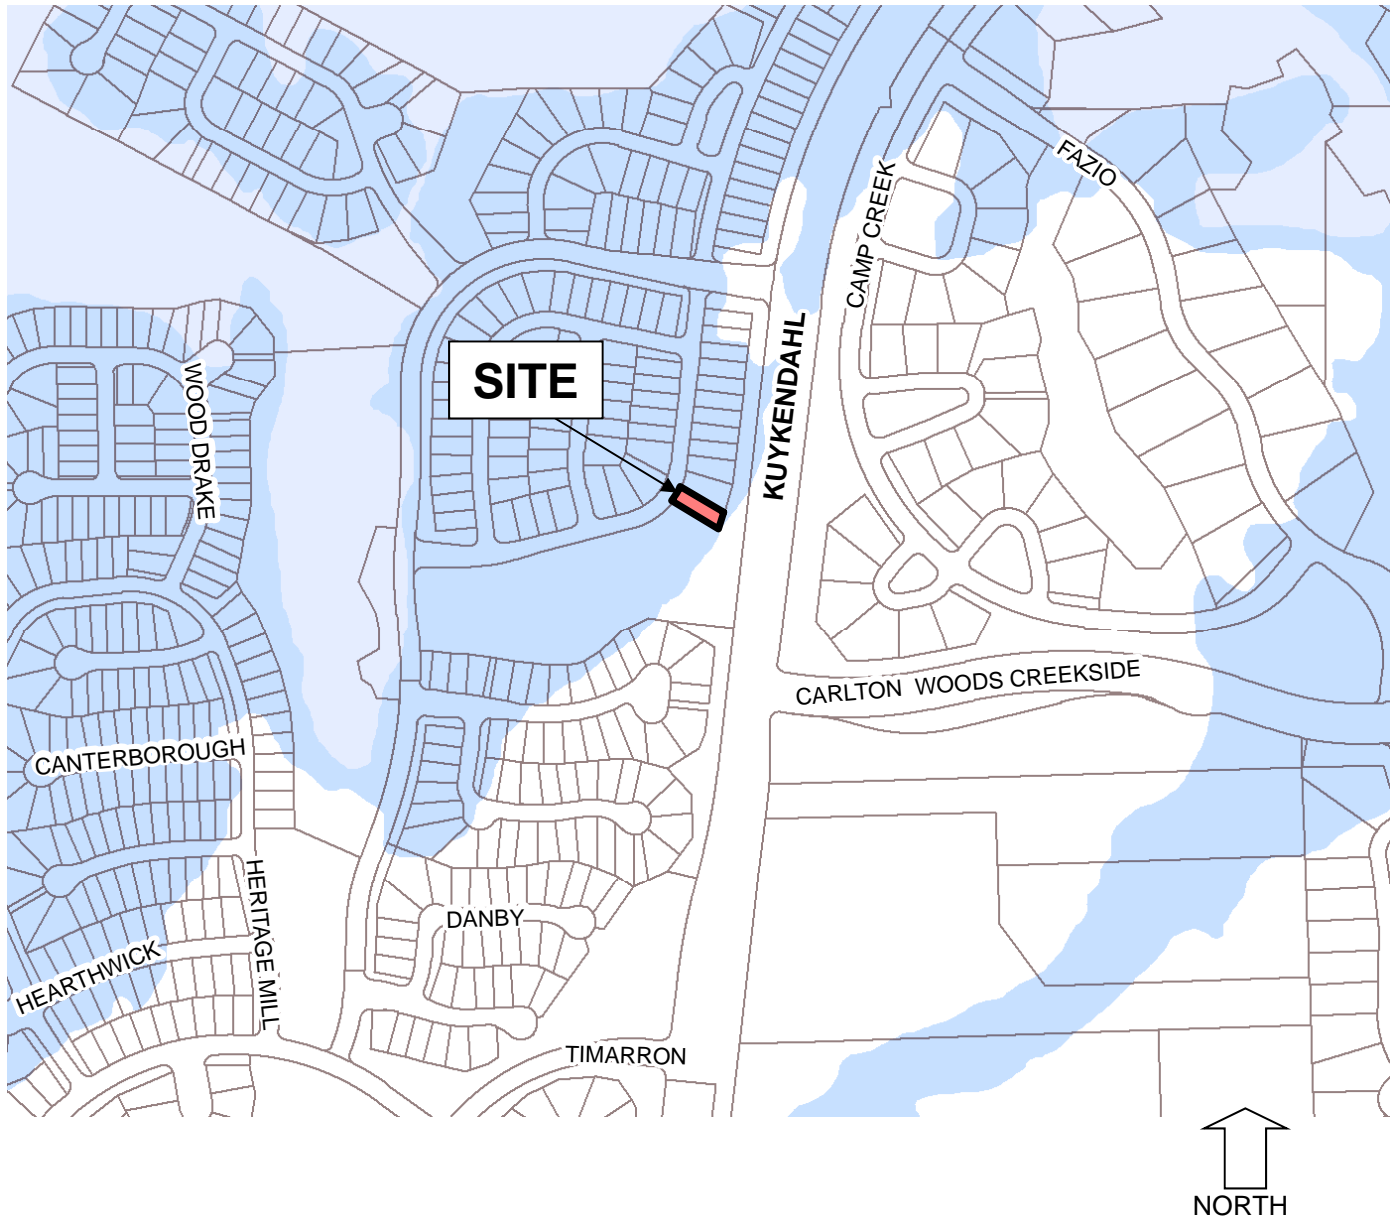 FAZIO
CAMP CREEK
SITE
KUYKENDAHL
WOOD DRAKE
CARLTON WOODS CREEKSIDE
CANTERBOROUGH
HERITAGE MILL
DANBY
HEARTHWICK
TIMARRON
NORTH